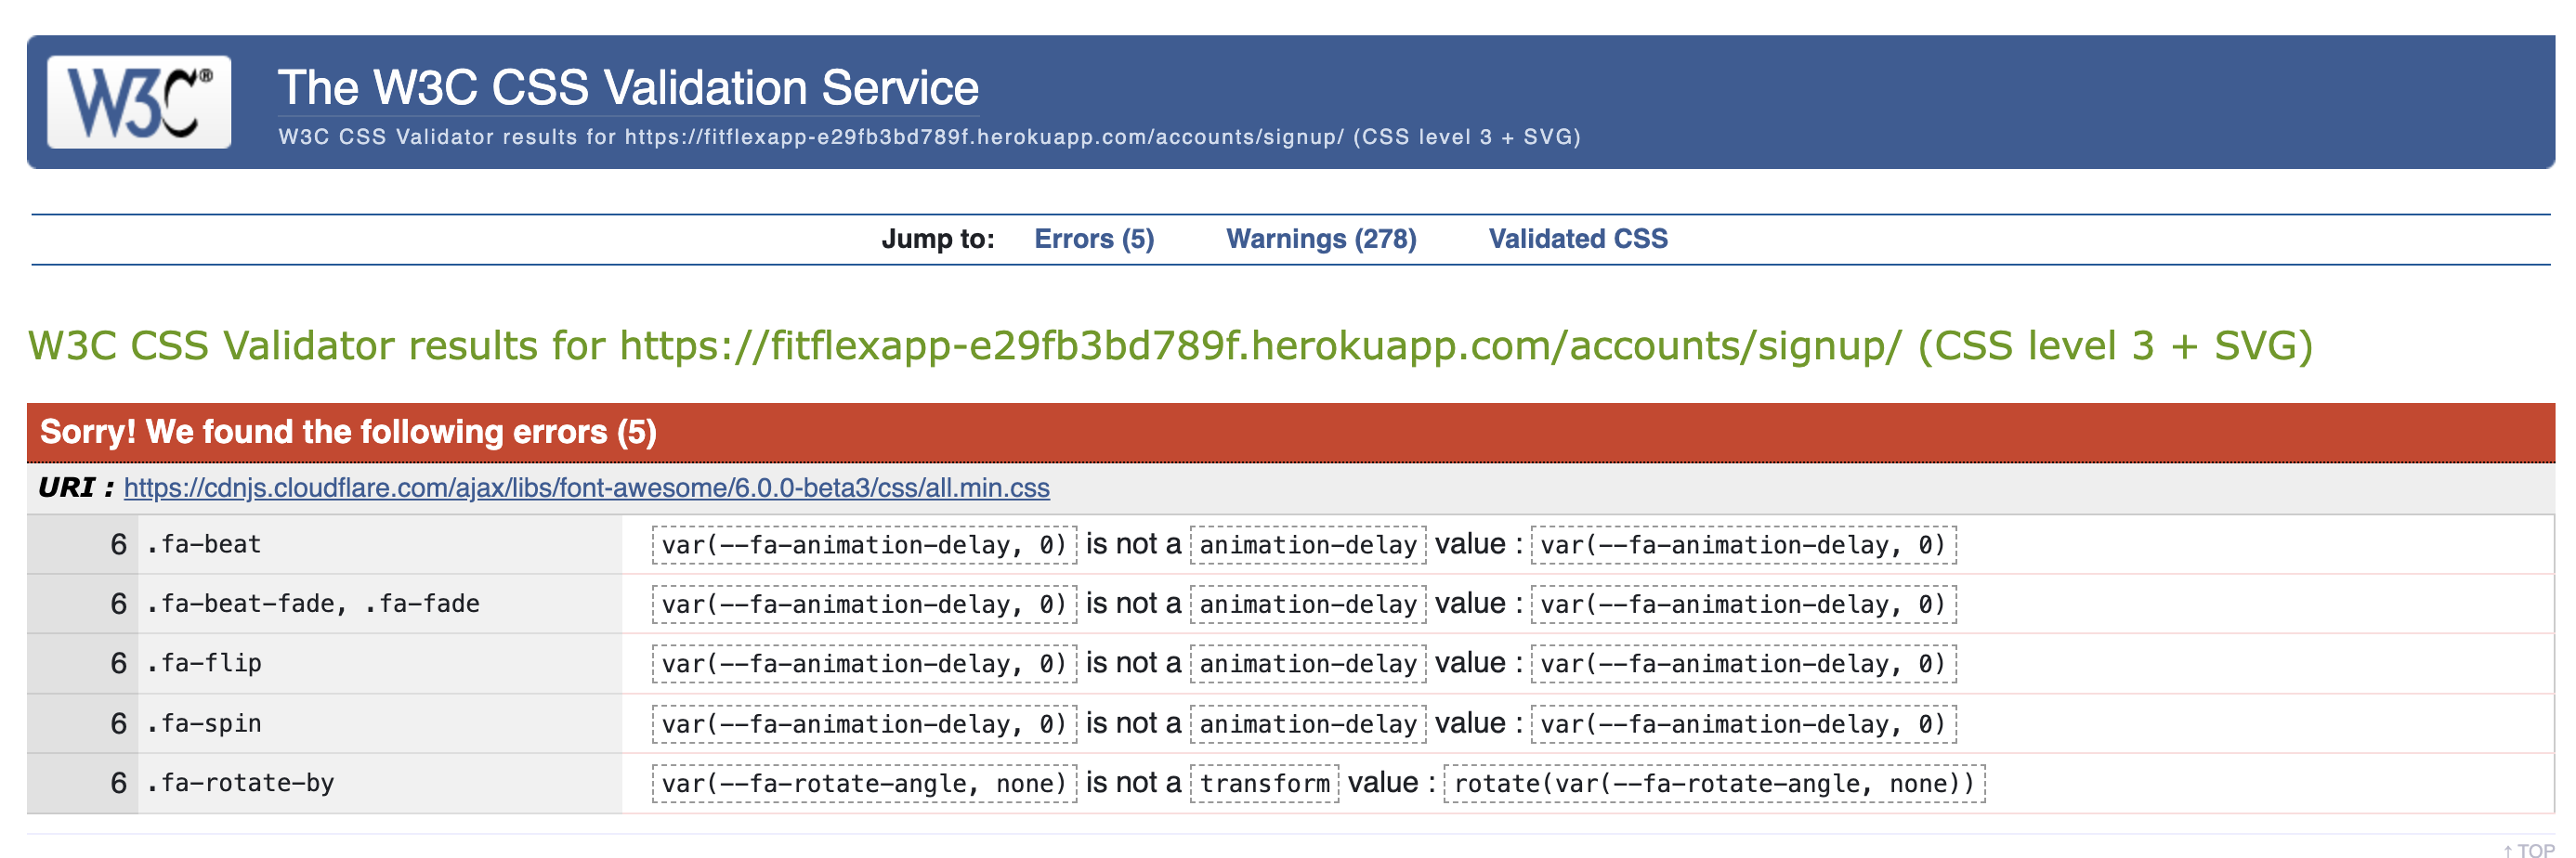 W3C®
The W3C CSS Validation Service
W3C CSS Validator results for https://fitflexapp-e29fb3bd789f.herokuapp.com/accounts/signup/ (CSS level 3 + SVG)
Jump to: Errors (5) Warnings (278) Validated CSS
W3C CSS Validator results for https://fitflexapp-e29fb3bd789f.herokuapp.com/accounts/signup/ (CSS level 3 + SVG)
Sorry! We found the following errors (5)
URI : https://cdnjs.cloudflare.com/ajax/libs/font-awesome/6.0.0-beta3/css/all.min.css
6 .fa-beat var(--fa-animation-delay, 0) is not a animation-delay value : var(--fa-animation-delay, 0)
6 .fa-beat-fade, .fa-fade var(--fa-animation-delay, 0) is not a animation-delay value : var(--fa-animation-delay, 0)
6 .fa-flip var(--fa-animation-delay, 0) is not a animation-delay value : var(--fa-animation-delay, 0)
6 .fa-spin var(--fa-animation-delay, 0) is not a animation-delay value : var(--fa-animation-delay, 0)
6 .fa-rotate-by var(--fa-rotate-angle, none) is not a transform value : rotate(var(--fa-rotate-angle, none))
↑ TOP